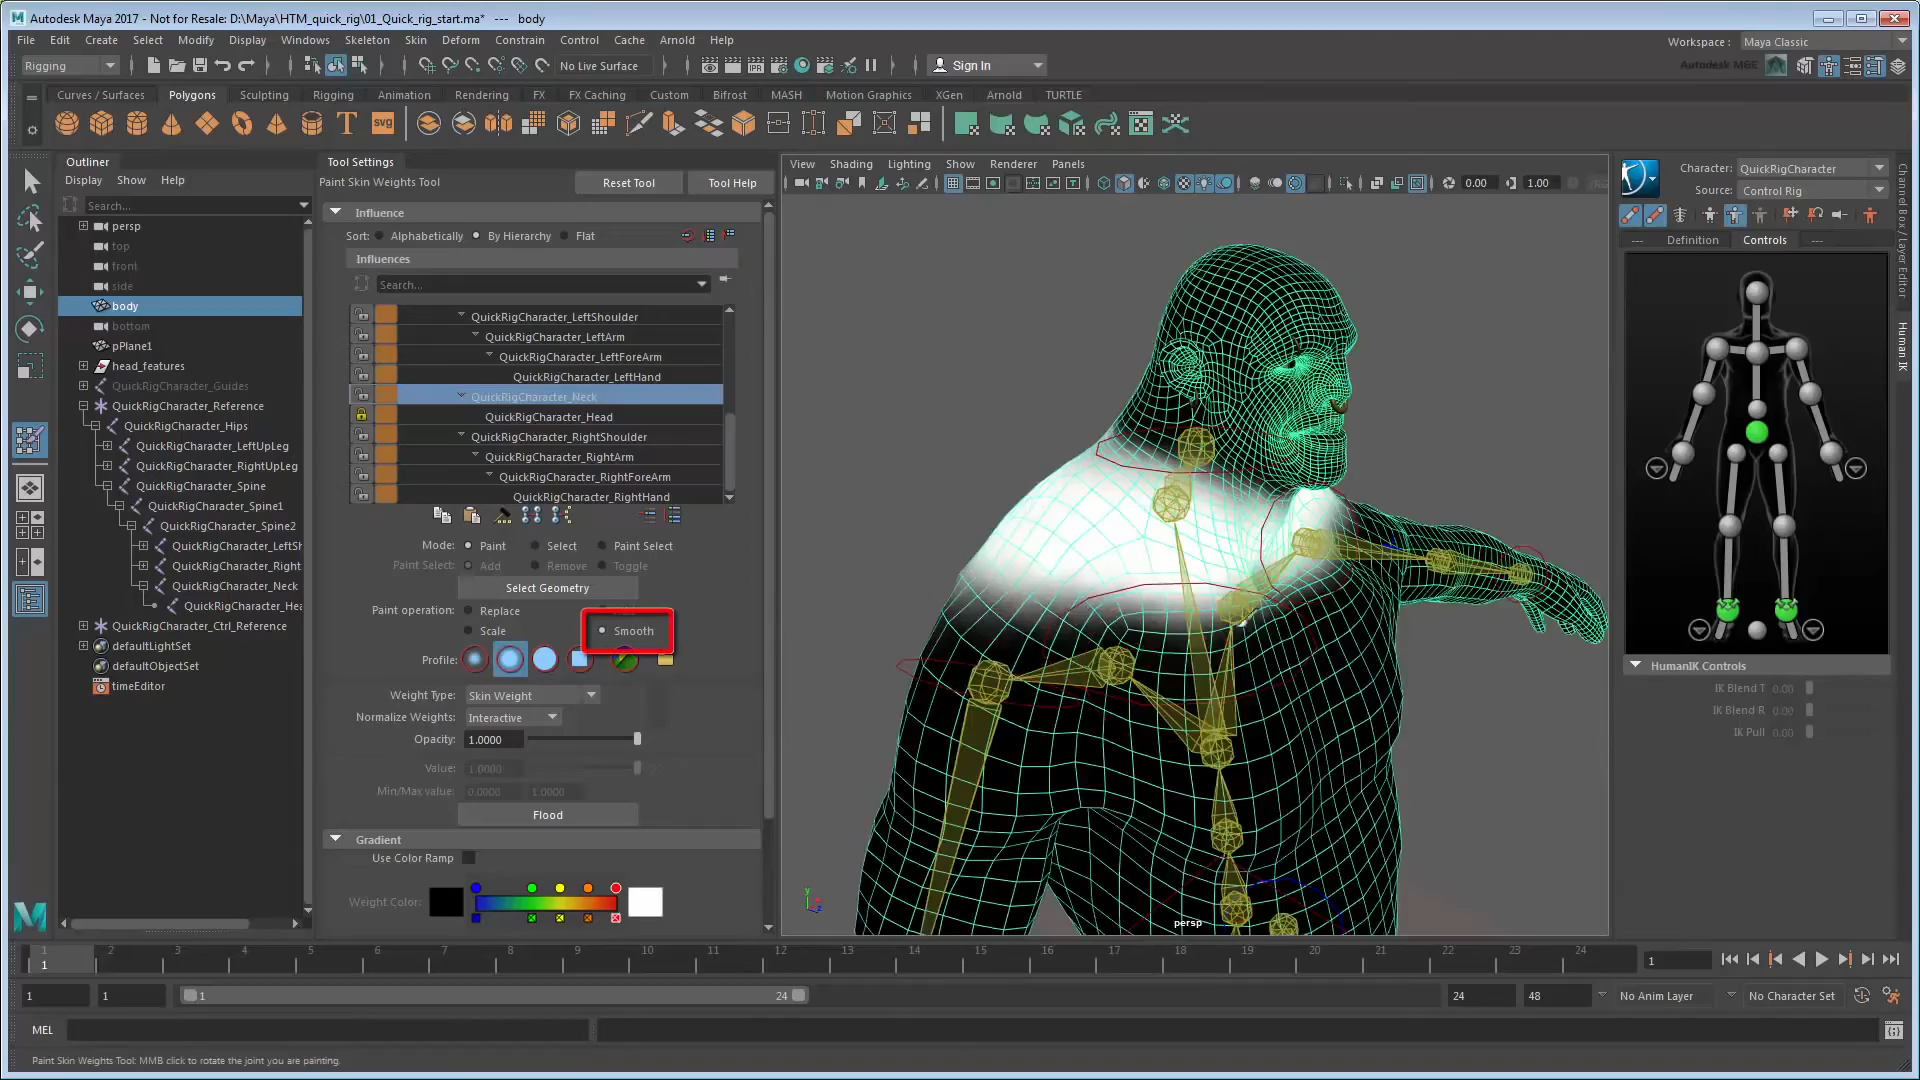 Autodesk Maya 2017 - Not for Resale: D:\Maya\HTM_quick_rig\01_Quick_rig_start.ma*   ---   body
File Edit Create Select Modify Display Windows Skeleton Skin Deform Constrain Control Cache Arnold Help
Workspace : Maya Classic
Rigging
No Live Surface
IPR
Sign In
Autodesk M&E
Curves / Surfaces Polygons Sculpting Rigging Animation Rendering FX FX Caching Custom Bifrost MASH Motion Graphics XGen Arnold TURTLE
T svg
Outliner
Display Show Help
Search...
persp
top
front
side
body
bottom
pPlane1
head_features
QuickRigCharacter_Guides
QuickRigCharacter_Reference
QuickRigCharacter_Hips
QuickRigCharacter_LeftUpLeg
QuickRigCharacter_RightUpLeg
QuickRigCharacter_Spine
QuickRigCharacter_Spine1
QuickRigCharacter_Spine2
QuickRigCharacter_LeftSh
QuickRigCharacter_Right
QuickRigCharacter_Neck
QuickRigCharacter_Hea
QuickRigCharacter_Ctrl_Reference
defaultLightSet
defaultObjectSet
timeEditor
Tool Settings
Paint Skin Weights Tool
Reset Tool
Tool Help
Influence
Sort: Alphabetically By Hierarchy Flat
Influences
Search...
QuickRigCharacter_LeftShoulder
QuickRigCharacter_LeftArm
QuickRigCharacter_LeftForeArm
QuickRigCharacter_LeftHand
QuickRigCharacter_Neck
QuickRigCharacter_Head
QuickRigCharacter_RightShoulder
QuickRigCharacter_RightArm
QuickRigCharacter_RightForeArm
QuickRigCharacter_RightHand
Mode: Paint Select Paint Select
Paint Select: Add Remove Toggle
Select Geometry
Paint operation: Replace
Scale Smooth
Profile:
Weight Type: Skin Weight
Normalize Weights: Interactive
Opacity: 1.0000
Value: 1.0000
Min/Max value: 0.0000 1.0000
Flood
Gradient
Use Color Ramp
Weight Color:
View Shading Lighting Show Renderer Panels
0.00 1.00
y
z
persp
Character: QuickRigCharacter
Source: Control Rig
--- Definition Controls ---
HumanIK Controls
IK Blend T 0.00
IK Blend R 0.00
IK Pull 0.00
Channel Box / Layer Editor
Human IK
1 2 3 4 5 6 7 8 9 10 11 12 13 14 15 16 17 18 19 20 21 22 23 24
1
1
1 1 1 24 24 48 No Anim Layer No Character Set
MEL
Paint Skin Weights Tool: MMB click to rotate the joint you are painting.